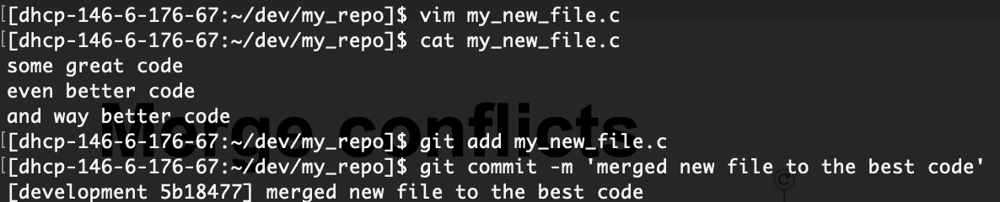 [[dhcp-146-6-176-67:~/dev/my_repo]$ vim my_new_file.c
[[dhcp-146-6-176-67:~/dev/my_repo]$ cat my_new_file.c
some great code
even better code
and way better code
Merge conflicts
[[dhcp-146-6-176-67:~/dev/my_repo]$ git add my_new_file.c
[[dhcp-146-6-176-67:~/dev/my_repo]$ git commit -m 'merged new file to the best code'
[development 5b18477] merged new file to the best code